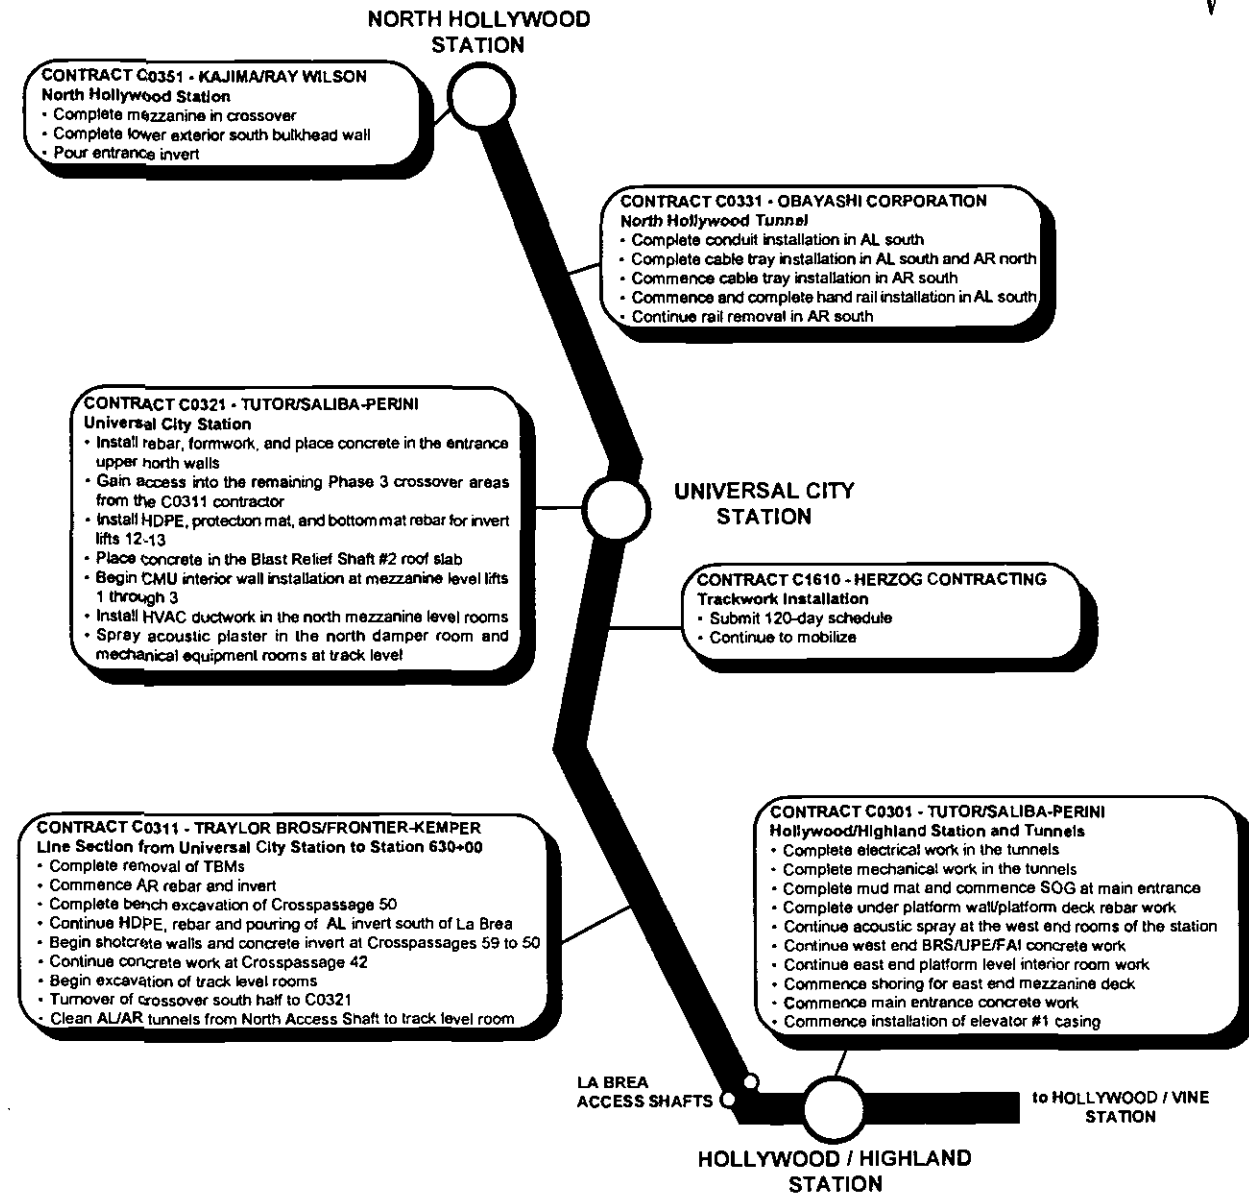 NORTH HOLLYWOOD
STATION
CONTRACT C0351 - KAJIMA/RAY WILSON
North Hollywood Station
• Complete mezzanine in crossover
• Complete lower exterior south bulkhead wall
• Pour entrance invert
CONTRACT C0331 - OBAYASHI CORPORATION
North Hollywood Tunnel
• Complete conduit installation in AL south
• Complete cable tray installation in AL south and AR north
• Commence cable tray installation in AR south
• Commence and complete hand rail installation in AL south
• Continue rail removal in AR south
CONTRACT C0321 - TUTOR/SALIBA-PERINI
Universal City Station
• Install rebar, formwork, and place concrete in the entrance
upper north walls
• Gain access into the remaining Phase 3 crossover areas
from the C0311 contractor
• Install HDPE, protection mat, and bottom mat rebar for invert
lifts 12-13
• Place concrete in the Blast Relief Shaft #2 roof slab
• Begin CMU interior wall installation at mezzanine level lifts
1 through 3
• Install HVAC ductwork in the north mezzanine level rooms
• Spray acoustic plaster in the north damper room and
mechanical equipment rooms at track level
UNIVERSAL CITY
STATION
CONTRACT C1610 - HERZOG CONTRACTING
Trackwork Installation
• Submit 120-day schedule
• Continue to mobilize
CONTRACT C0311 - TRAYLOR BROS/FRONTIER-KEMPER
Line Section from Universal City Station to Station 630+00
• Complete removal of TBMs
• Commence AR rebar and invert
• Complete bench excavation of Crosspassage 50
• Continue HDPE, rebar and pouring of AL invert south of La Brea
• Begin shotcrete walls and concrete invert at Crosspassages 59 to 50
• Continue concrete work at Crosspassage 42
• Begin excavation of track level rooms
• Turnover of crossover south half to C0321
• Clean AL/AR tunnels from North Access Shaft to track level room
CONTRACT C0301 - TUTOR/SALIBA-PERINI
Hollywood/Highland Station and Tunnels
• Complete electrical work in the tunnels
• Complete mechanical work in the tunnels
• Complete mud mat and commence SOG at main entrance
• Complete under platform wall/platform deck rebar work
• Continue acoustic spray at the west end rooms of the station
• Continue west end BRS/UPE/FAI concrete work
• Continue east end platform level interior room work
• Commence shoring for east end mezzanine deck
• Commence main entrance concrete work
• Commence installation of elevator #1 casing
LA BREA
ACCESS SHAFTS
to HOLLYWOOD / VINE
STATION
HOLLYWOOD / HIGHLAND
STATION